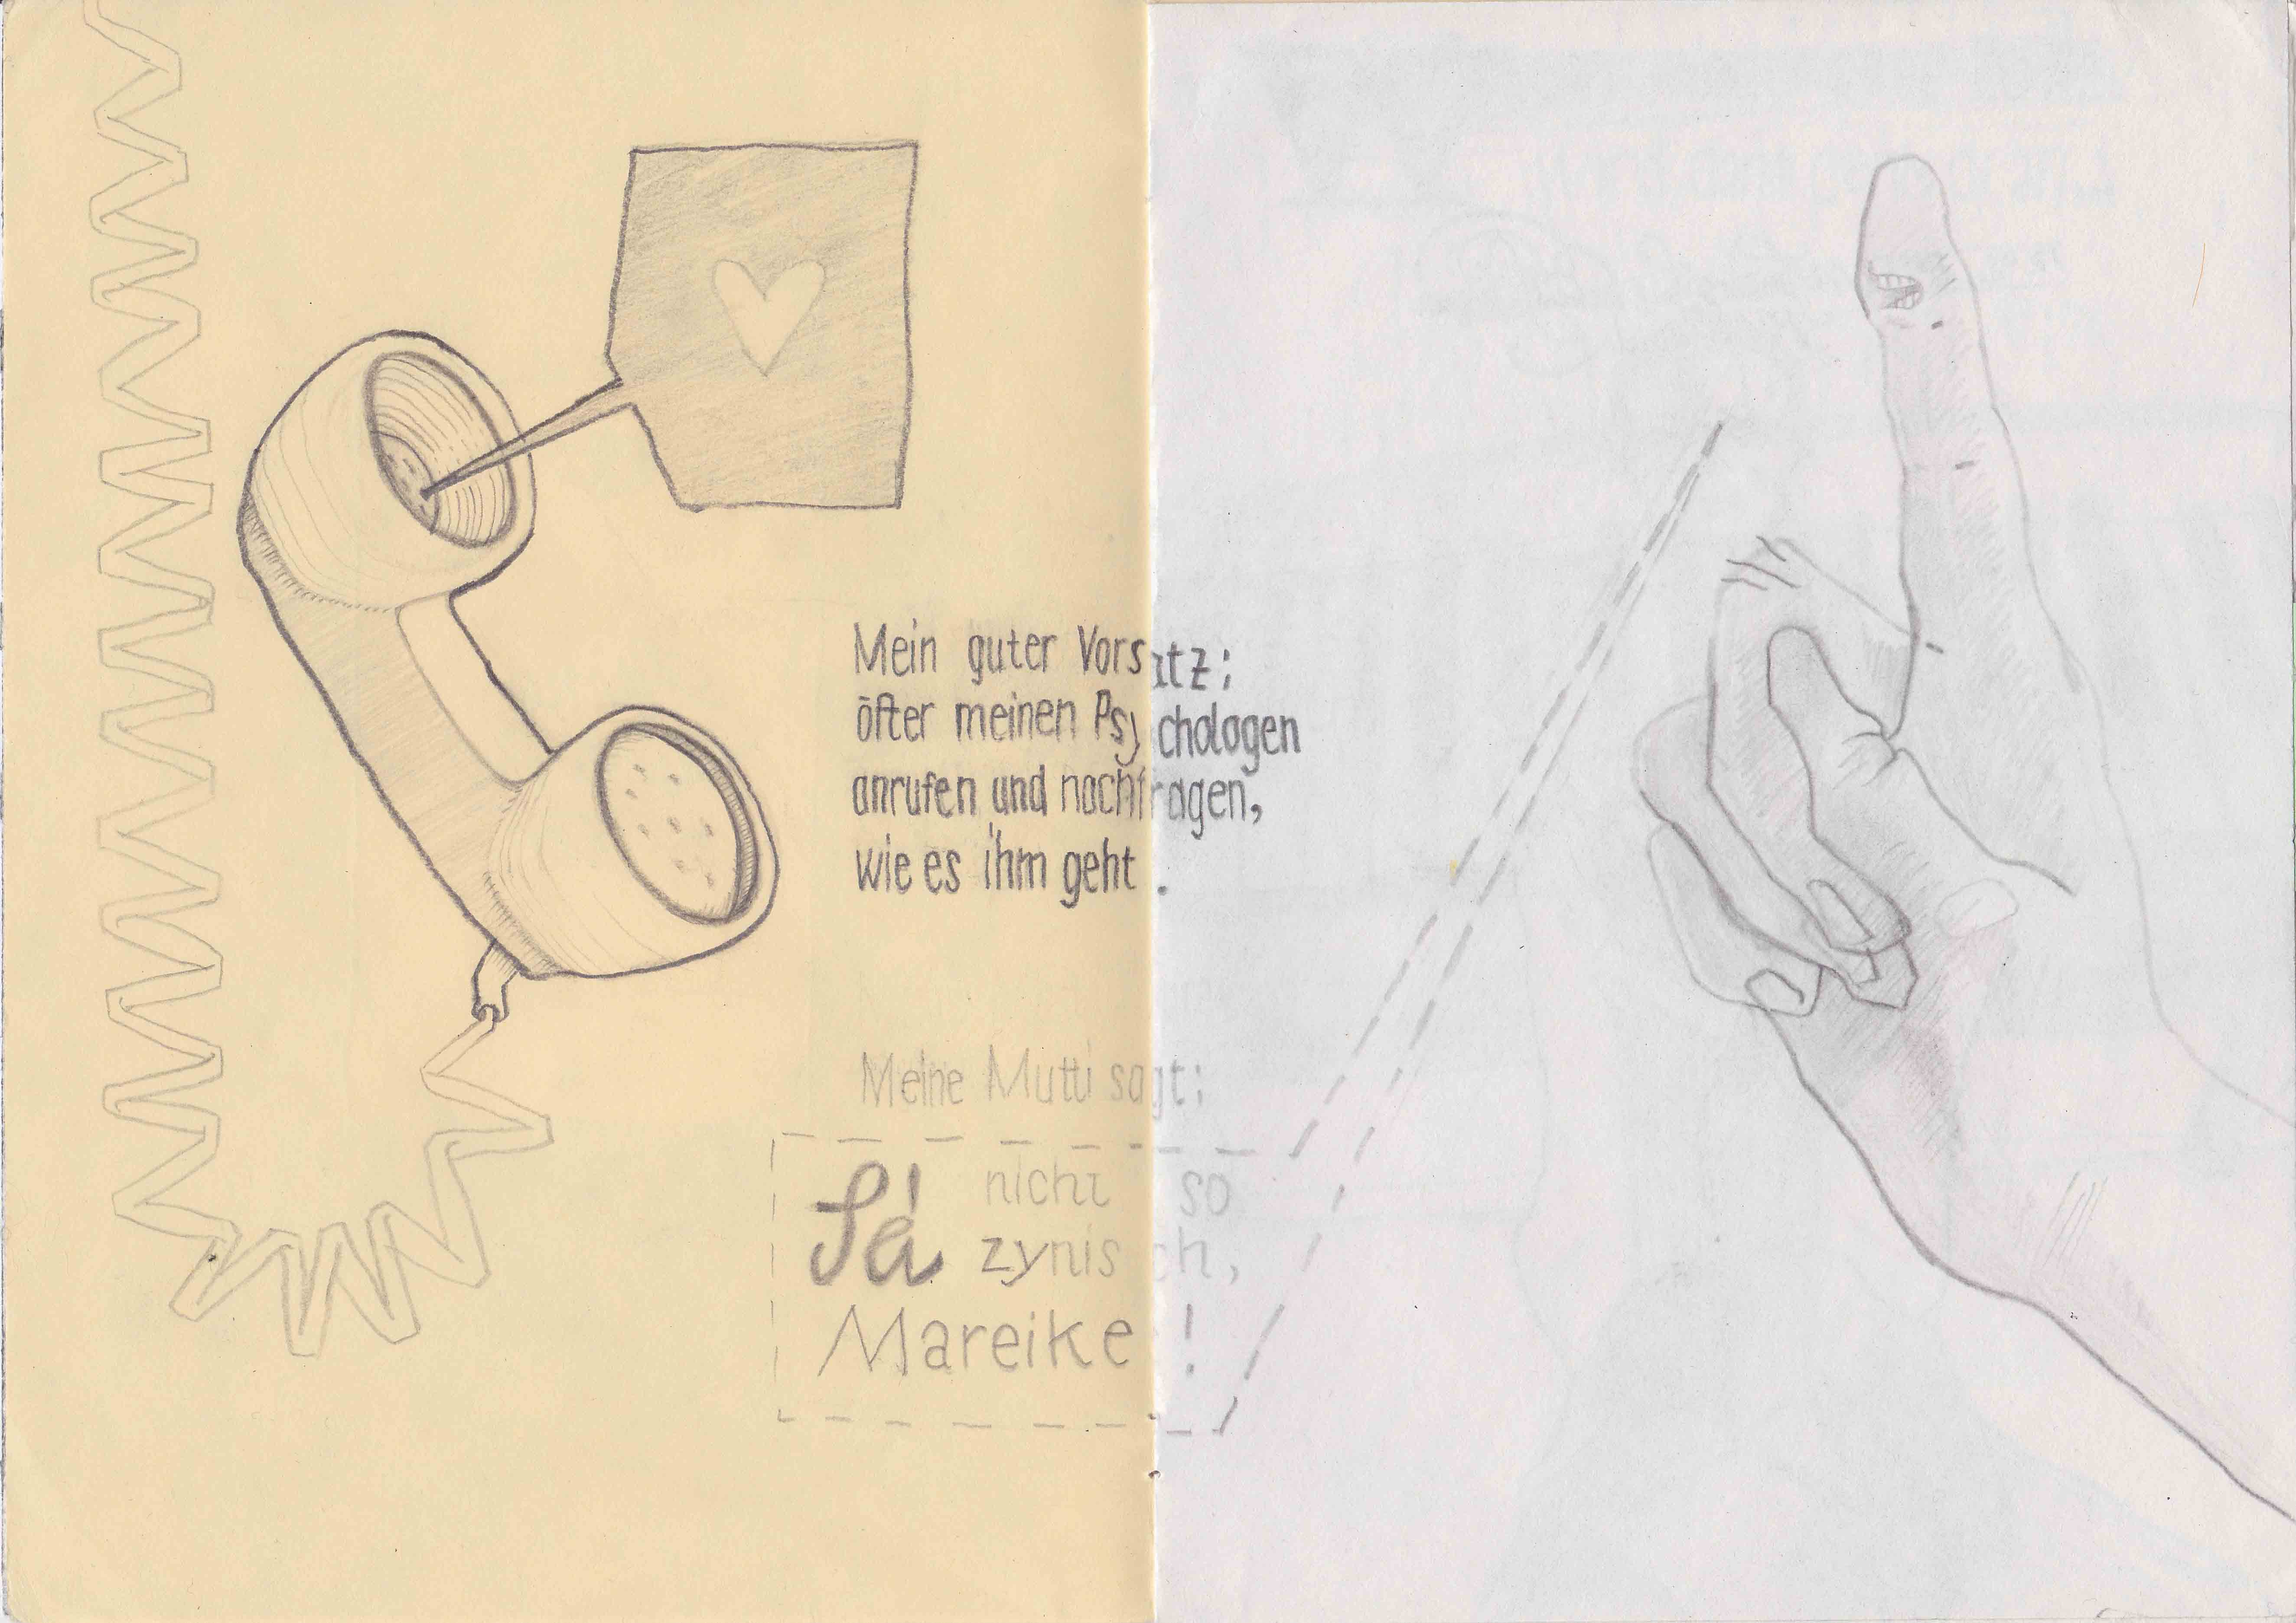 Mein guter Vorsatz:
öfter meinen Psychologen
anrufen und nachfragen,
wie es ihm geht.
Meine Mutti sagt:
Sei nicht so
zynisch,
Mareike!